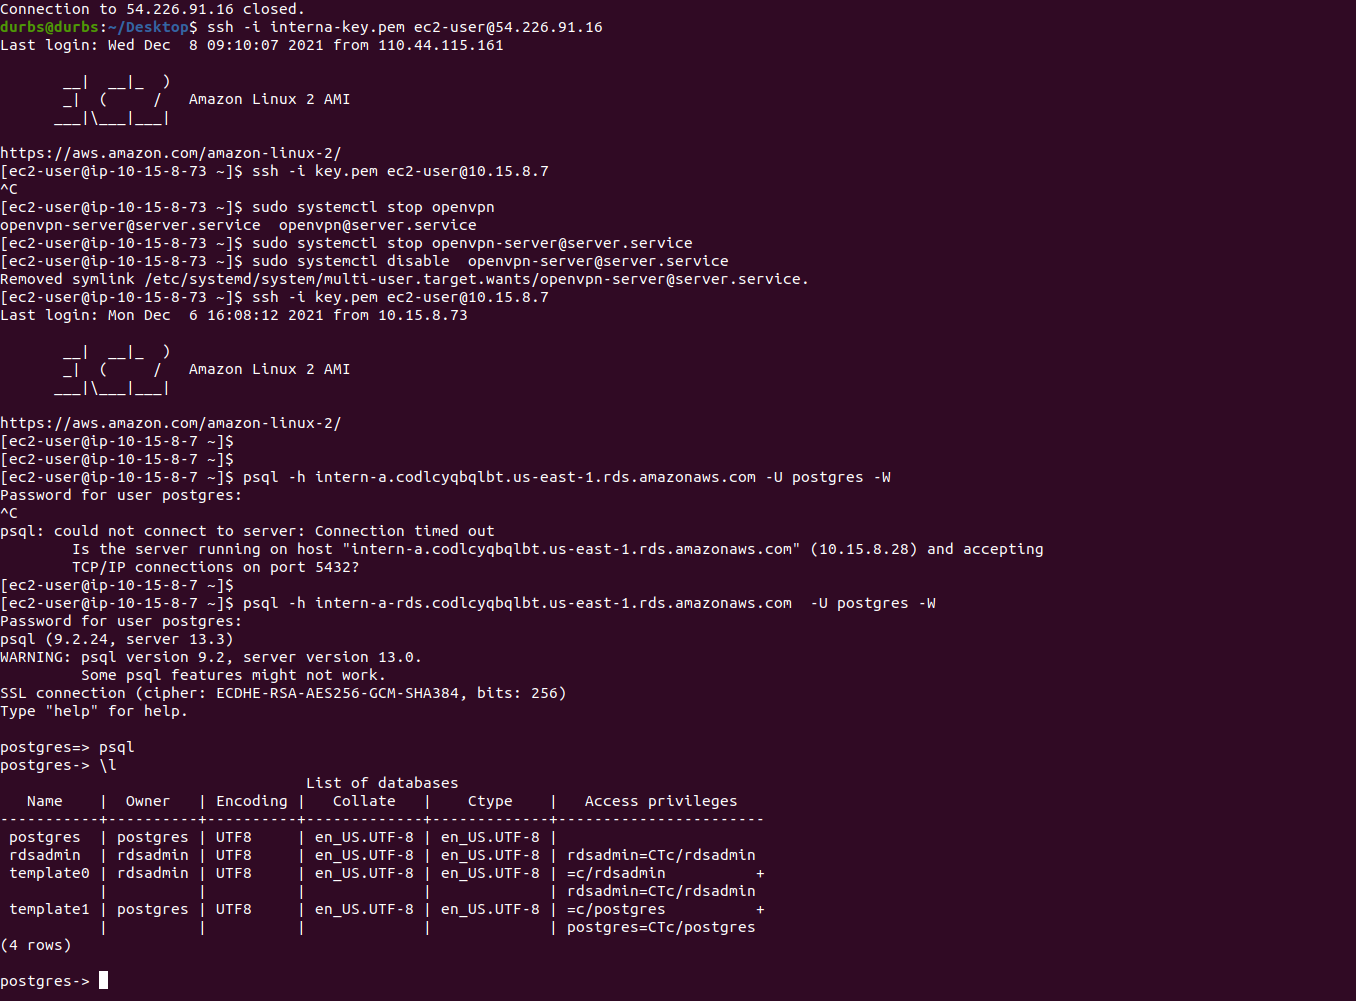 Connection to 54.226.91.16 closed.
durbs@durbs:~/Desktop$ ssh -i interna-key.pem ec2-user@54.226.91.16
Last login: Wed Dec  8 09:10:07 2021 from 110.44.115.161

       __|  __|_  )
       _|  (     /   Amazon Linux 2 AMI
      ___|\___|___|

https://aws.amazon.com/amazon-linux-2/
[ec2-user@ip-10-15-8-73 ~]$ ssh -i key.pem ec2-user@10.15.8.7
^C
[ec2-user@ip-10-15-8-73 ~]$ sudo systemctl stop openvpn
openvpn-server@server.service  openvpn@server.service
[ec2-user@ip-10-15-8-73 ~]$ sudo systemctl stop openvpn-server@server.service
[ec2-user@ip-10-15-8-73 ~]$ sudo systemctl disable  openvpn-server@server.service
Removed symlink /etc/systemd/system/multi-user.target.wants/openvpn-server@server.service.
[ec2-user@ip-10-15-8-73 ~]$ ssh -i key.pem ec2-user@10.15.8.7
Last login: Mon Dec  6 16:08:12 2021 from 10.15.8.73

       __|  __|_  )
       _|  (     /   Amazon Linux 2 AMI
      ___|\___|___|

https://aws.amazon.com/amazon-linux-2/
[ec2-user@ip-10-15-8-7 ~]$
[ec2-user@ip-10-15-8-7 ~]$
[ec2-user@ip-10-15-8-7 ~]$ psql -h intern-a.codlcyqbqlbt.us-east-1.rds.amazonaws.com -U postgres -W
Password for user postgres:
^C
psql: could not connect to server: Connection timed out
        Is the server running on host "intern-a.codlcyqbqlbt.us-east-1.rds.amazonaws.com" (10.15.8.28) and accepting
        TCP/IP connections on port 5432?
[ec2-user@ip-10-15-8-7 ~]$
[ec2-user@ip-10-15-8-7 ~]$ psql -h intern-a-rds.codlcyqbqlbt.us-east-1.rds.amazonaws.com  -U postgres -W
Password for user postgres:
psql (9.2.24, server 13.3)
WARNING: psql version 9.2, server version 13.0.
         Some psql features might not work.
SSL connection (cipher: ECDHE-RSA-AES256-GCM-SHA384, bits: 256)
Type "help" for help.

postgres=> psql
postgres-> \l
                                  List of databases
   Name    |  Owner   | Encoding |   Collate   |    Ctype    |   Access privileges
-----------+----------+----------+-------------+-------------+-----------------------
 postgres  | postgres | UTF8     | en_US.UTF-8 | en_US.UTF-8 |
 rdsadmin  | rdsadmin | UTF8     | en_US.UTF-8 | en_US.UTF-8 | rdsadmin=CTc/rdsadmin
 template0 | rdsadmin | UTF8     | en_US.UTF-8 | en_US.UTF-8 | =c/rdsadmin          +
           |          |          |             |             | rdsadmin=CTc/rdsadmin
 template1 | postgres | UTF8     | en_US.UTF-8 | en_US.UTF-8 | =c/postgres          +
           |          |          |             |             | postgres=CTc/postgres
(4 rows)

postgres->